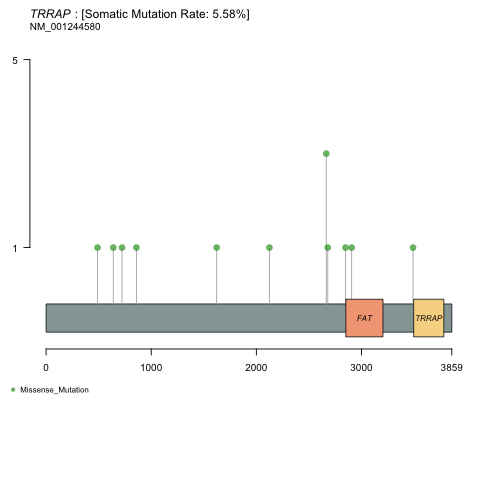 TRRAP : [Somatic Mutation Rate: 5.58%]
NM_001244580
5
1
FAT
TRRAP
0 1000 2000 3000 3859
Missense_Mutation